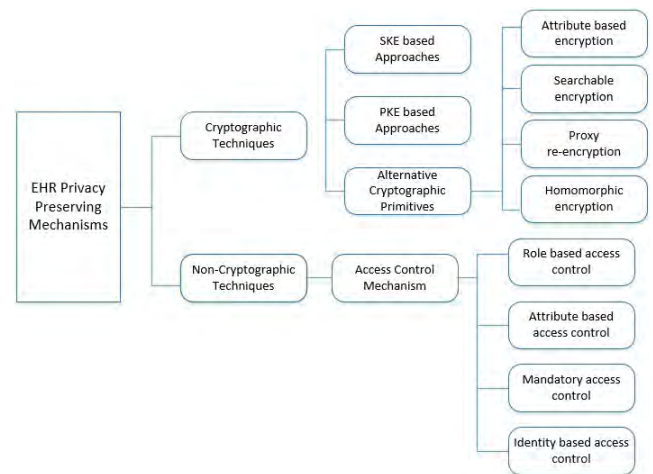 EHR Privacy
Preserving
Mechanisms
Cryptographic
Techniques
SKE based
Approaches
PKE based
Approaches
Alternative
Cryptographic
Primitives
Attribute based
encryption
Searchable
encryption
Proxy
re-encryption
Homomorphic
encryption
Non-Cryptographic
Techniques
Access Control
Mechanism
Role based access
control
Attribute based
access control
Mandatory access
control
Identity based access
control